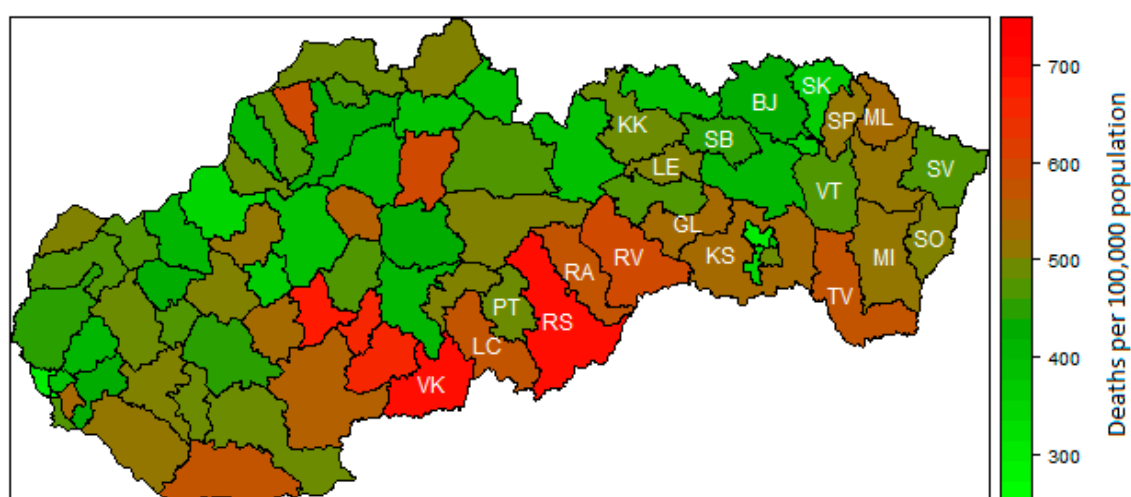 SK
BJ
SP
ML
KK
SB
LE
SV
VT
GL
SO
RV
KS
MI
RA
TV
PT
RS
LC
VK
700
600
500
400
300
Deaths per 100,000 population